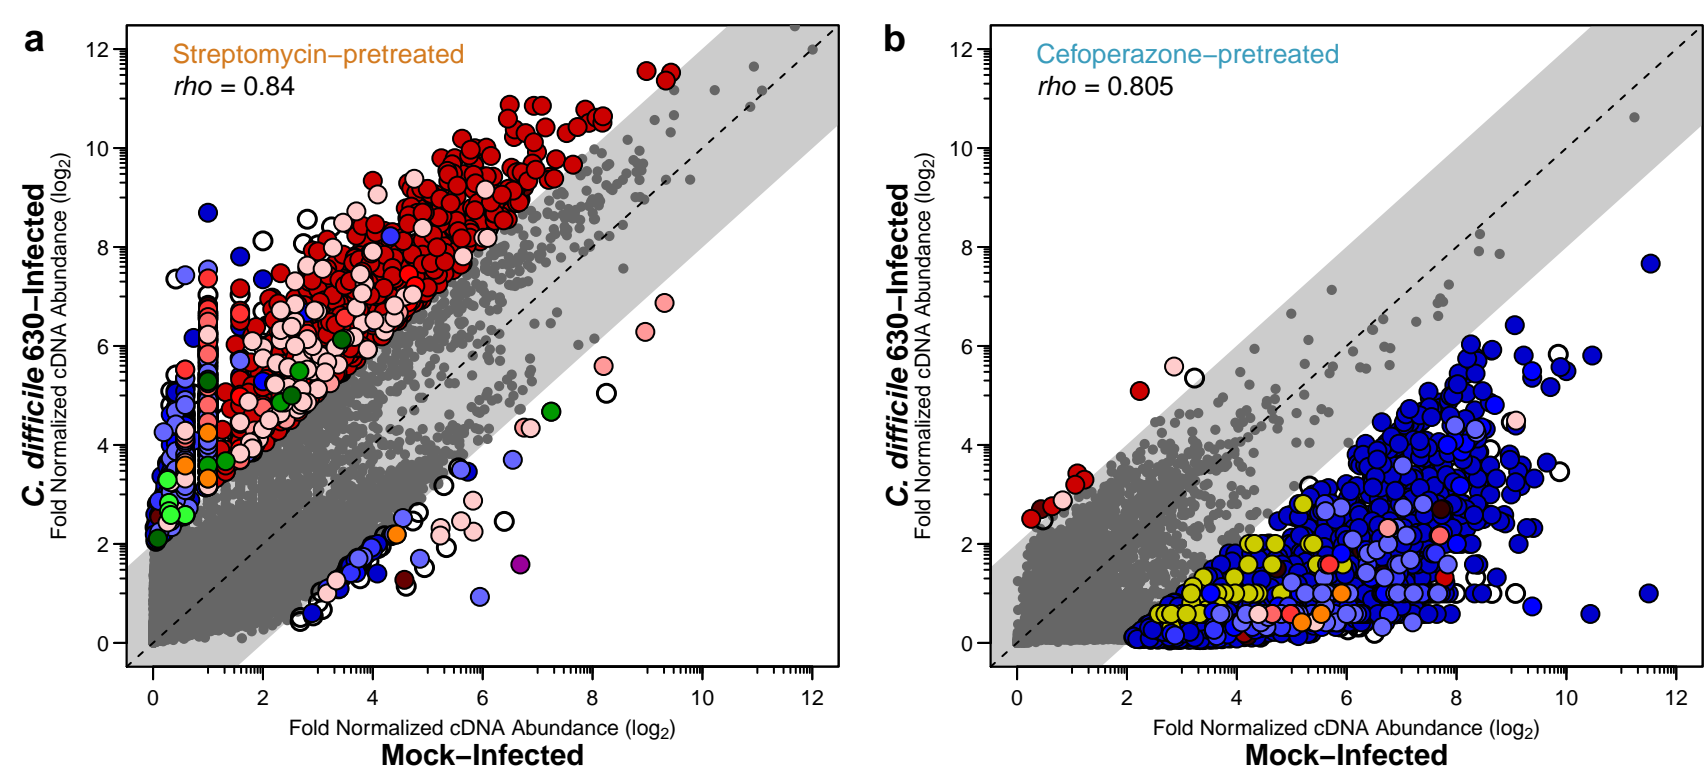 a
Streptomycin−pretreated
rho = 0.84
12
10
8
6
4
2
0
C. difficile 630−Infected
Fold Normalized cDNA Abundance (log2)
0 2 4 6 8 10 12
Fold Normalized cDNA Abundance (log2)
Mock−Infected
b
Cefoperazone−pretreated
rho = 0.805
12
10
8
6
4
2
0
C. difficile 630−Infected
Fold Normalized cDNA Abundance (log2)
0 2 4 6 8 10 12
Fold Normalized cDNA Abundance (log2)
Mock−Infected